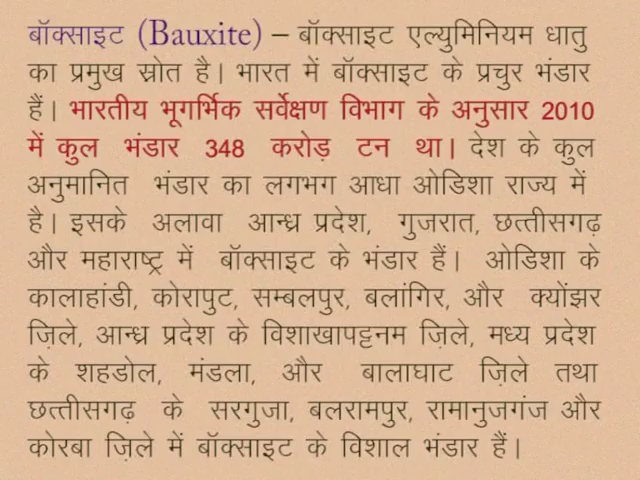 बॉक्साइट (Bauxite) – बॉक्साइट एल्युमिनियम धातु
का प्रमुख स्रोत है। भारत में बॉक्साइट के प्रचुर भंडार
हैं। भारतीय भूगर्भिक सर्वेक्षण विभाग के अनुसार 2010
में कुल भंडार 348 करोड़ टन था। देश के कुल
अनुमानित भंडार का लगभग आधा ओडिशा राज्य में
है। इसके अलावा आन्ध्र प्रदेश, गुजरात, छत्तीसगढ़
और महाराष्ट्र में बॉक्साइट के भंडार हैं। ओडिशा के
कालाहांडी, कोरापुट, सम्बलपुर, बलांगिर, और क्योंझर
ज़िले, आन्ध्र प्रदेश के विशाखापट्टनम ज़िले, मध्य प्रदेश
के शहडोल, मंडला, और बालाघाट ज़िले तथा
छत्तीसगढ़ के सरगुजा, बलरामपुर, रामानुजगंज और
कोरबा ज़िले में बॉक्साइट के विशाल भंडार हैं।